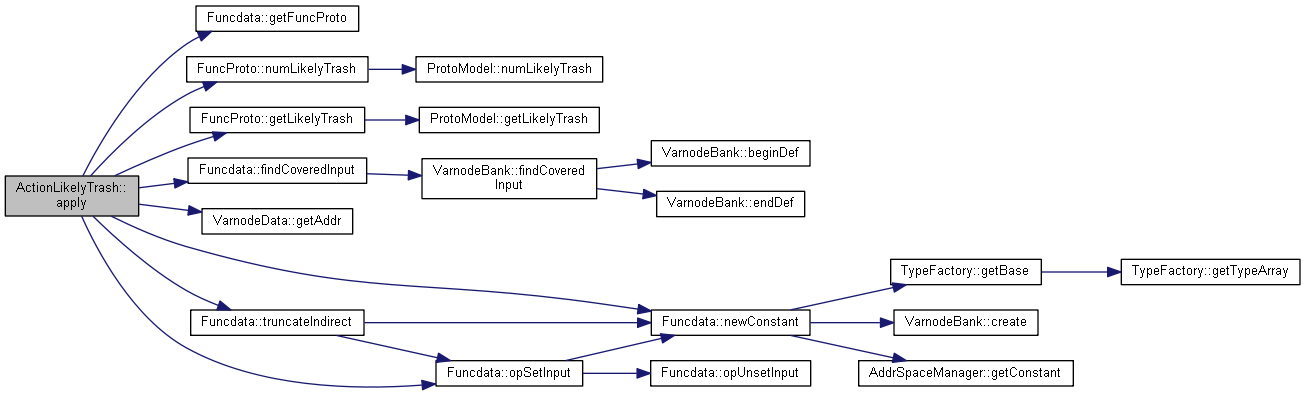 Funcdata::getFuncProto
FuncProto::numLikelyTrash
ProtoModel::numLikelyTrash
FuncProto::getLikelyTrash
ProtoModel::getLikelyTrash
VarnodeBank::beginDef
Funcdata::findCoveredInput
VarnodeBank::findCovered
Input
ActionLikelyTrash::
apply
VarnodeBank::endDef
VarnodeData::getAddr
TypeFactory::getBase
TypeFactory::getTypeArray
Funcdata::truncateIndirect
Funcdata::newConstant
VarnodeBank::create
Funcdata::opSetInput
Funcdata::opUnsetInput
AddrSpaceManager::getConstant